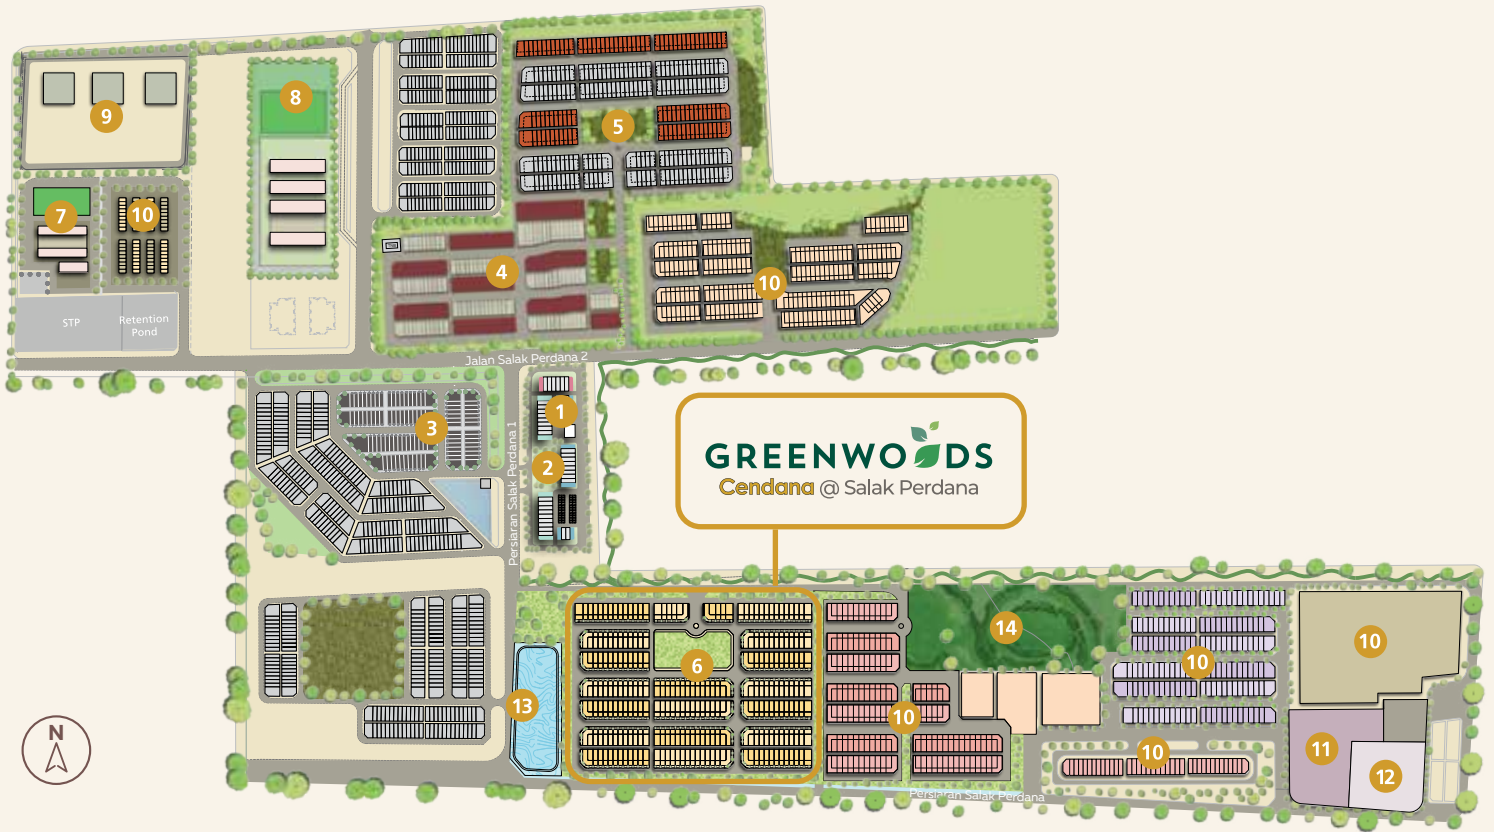 8
9
5
7
10
4
10
STP
Retention
Pond
Jalan Salak Perdana 2
1
3
2
Persiaran Salak Perdana 1
GREENWOODS
Cendana @ Salak Perdana
14
10
10
6
13
10
N
11
10
12
Persiaran Salak Perdana